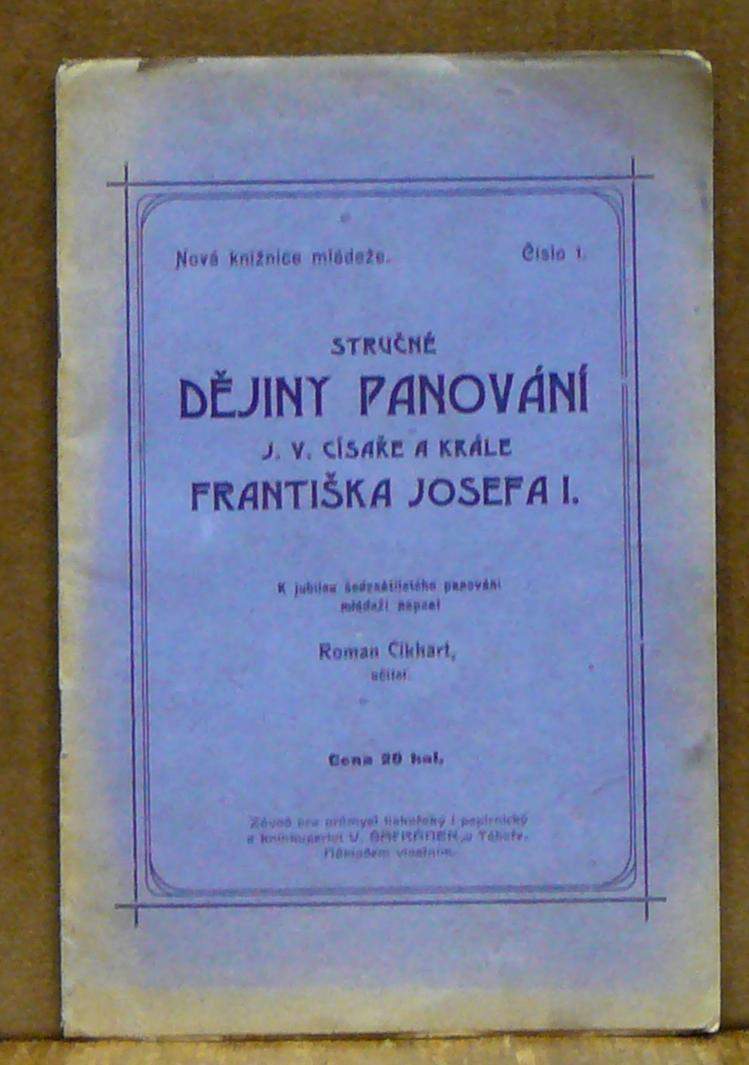 Nová knižnice mládeže. Číslo 1.
STRUČNÉ
DĚJINY PANOVÁNÍ
J. V. CÍSAŘE A KRÁLE
FRANTIŠKA JOSEFA I.
K jubileu šedesátiletého panování
mládeži napsal
Roman Cikhart,
učitel.
Cena 20 hal.
Závod pro průmysl tiskařský i papírnický
a knihkupectví V. ŠAFRÁNEK, v Táboře.
Nákladem vlastním.